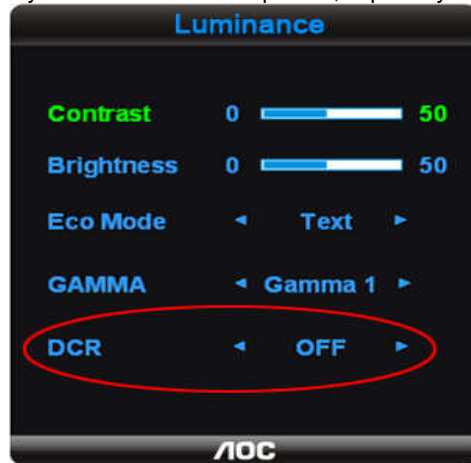 Luminance
Contrast 0 50
Brightness 0 50
Eco Mode ◄ Text ►
GAMMA ◄ Gamma 1 ►
DCR ◄ OFF ►
AOC